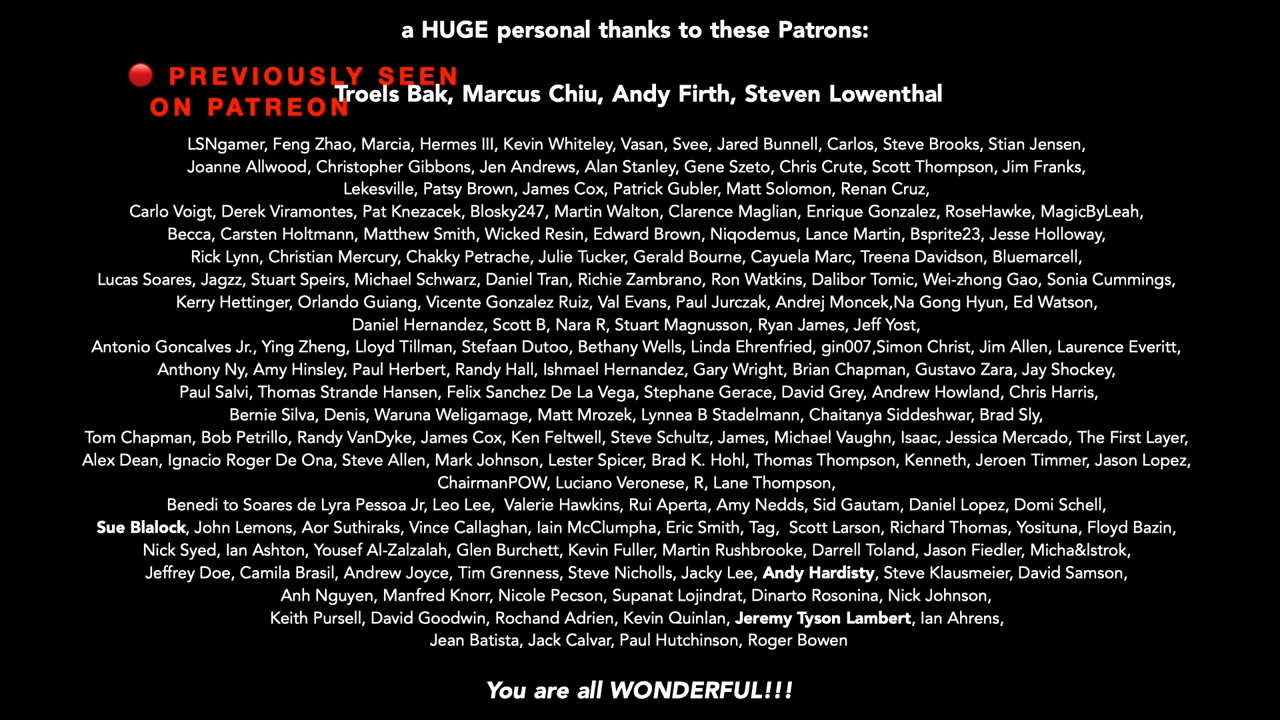 a HUGE personal thanks to these Patrons:
🔴 PREVIOUSLY SEEN
ON PATREON
Troels Bak, Marcus Chiu, Andy Firth, Steven Lowenthal
LSNgamer, Feng Zhao, Marcia, Hermes III, Kevin Whiteley, Vasan, Svee, Jared Bunnell, Carlos, Steve Brooks, Stian Jensen,
Joanne Allwood, Christopher Gibbons, Jen Andrews, Alan Stanley, Gene Szeto, Chris Crute, Scott Thompson, Jim Franks,
Lekesville, Patsy Brown, James Cox, Patrick Gubler, Matt Solomon, Renan Cruz,
Carlo Voigt, Derek Viramontes, Pat Knezacek, Blosky247, Martin Walton, Clarence Maglian, Enrique Gonzalez, RoseHawke, MagicByLeah,
Becca, Carsten Holtmann, Matthew Smith, Wicked Resin, Edward Brown, Niqodemus, Lance Martin, Bsprite23, Jesse Holloway,
Rick Lynn, Christian Mercury, Chakky Petrache, Julie Tucker, Gerald Bourne, Cayuela Marc, Treena Davidson, Bluemarcell,
Lucas Soares, Jagzz, Stuart Speirs, Michael Schwarz, Daniel Tran, Richie Zambrano, Ron Watkins, Dalibor Tomic, Wei-zhong Gao, Sonia Cummings,
Kerry Hettinger, Orlando Guiang, Vicente Gonzalez Ruiz, Val Evans, Paul Jurczak, Andrej Moncek,Na Gong Hyun, Ed Watson,
Daniel Hernandez, Scott B, Nara R, Stuart Magnusson, Ryan James, Jeff Yost,
Antonio Goncalves Jr., Ying Zheng, Lloyd Tillman, Stefaan Dutoo, Bethany Wells, Linda Ehrenfried, gin007,Simon Christ, Jim Allen, Laurence Everitt,
Anthony Ny, Amy Hinsley, Paul Herbert, Randy Hall, Ishmael Hernandez, Gary Wright, Brian Chapman, Gustavo Zara, Jay Shockey,
Paul Salvi, Thomas Strande Hansen, Felix Sanchez De La Vega, Stephane Gerace, David Grey, Andrew Howland, Chris Harris,
Bernie Silva, Denis, Waruna Weligamage, Matt Mrozek, Lynnea B Stadelmann, Chaitanya Siddeshwar, Brad Sly,
Tom Chapman, Bob Petrillo, Randy VanDyke, James Cox, Ken Feltwell, Steve Schultz, James, Michael Vaughn, Isaac, Jessica Mercado, The First Layer,
Alex Dean, Ignacio Roger De Ona, Steve Allen, Mark Johnson, Lester Spicer, Brad K. Hohl, Thomas Thompson, Kenneth, Jeroen Timmer, Jason Lopez,
ChairmanPOW, Luciano Veronese, R, Lane Thompson,
Benedi to Soares de Lyra Pessoa Jr, Leo Lee, Valerie Hawkins, Rui Aperta, Amy Nedds, Sid Gautam, Daniel Lopez, Domi Schell,
Sue Blalock, John Lemons, Aor Suthiraks, Vince Callaghan, Iain McClumpha, Eric Smith, Tag, Scott Larson, Richard Thomas, Yosituna, Floyd Bazin,
Nick Syed, Ian Ashton, Yousef Al-Zalzalah, Glen Burchett, Kevin Fuller, Martin Rushbrooke, Darrell Toland, Jason Fiedler, Micha&Istrok,
Jeffrey Doe, Camila Brasil, Andrew Joyce, Tim Grenness, Steve Nicholls, Jacky Lee, Andy Hardisty, Steve Klausmeier, David Samson,
Anh Nguyen, Manfred Knorr, Nicole Pecson, Supanat Lojindrat, Dinarto Rosonina, Nick Johnson,
Keith Pursell, David Goodwin, Rochand Adrien, Kevin Quinlan, Jeremy Tyson Lambert, Ian Ahrens,
Jean Batista, Jack Calvar, Paul Hutchinson, Roger Bowen
You are all WONDERFUL!!!